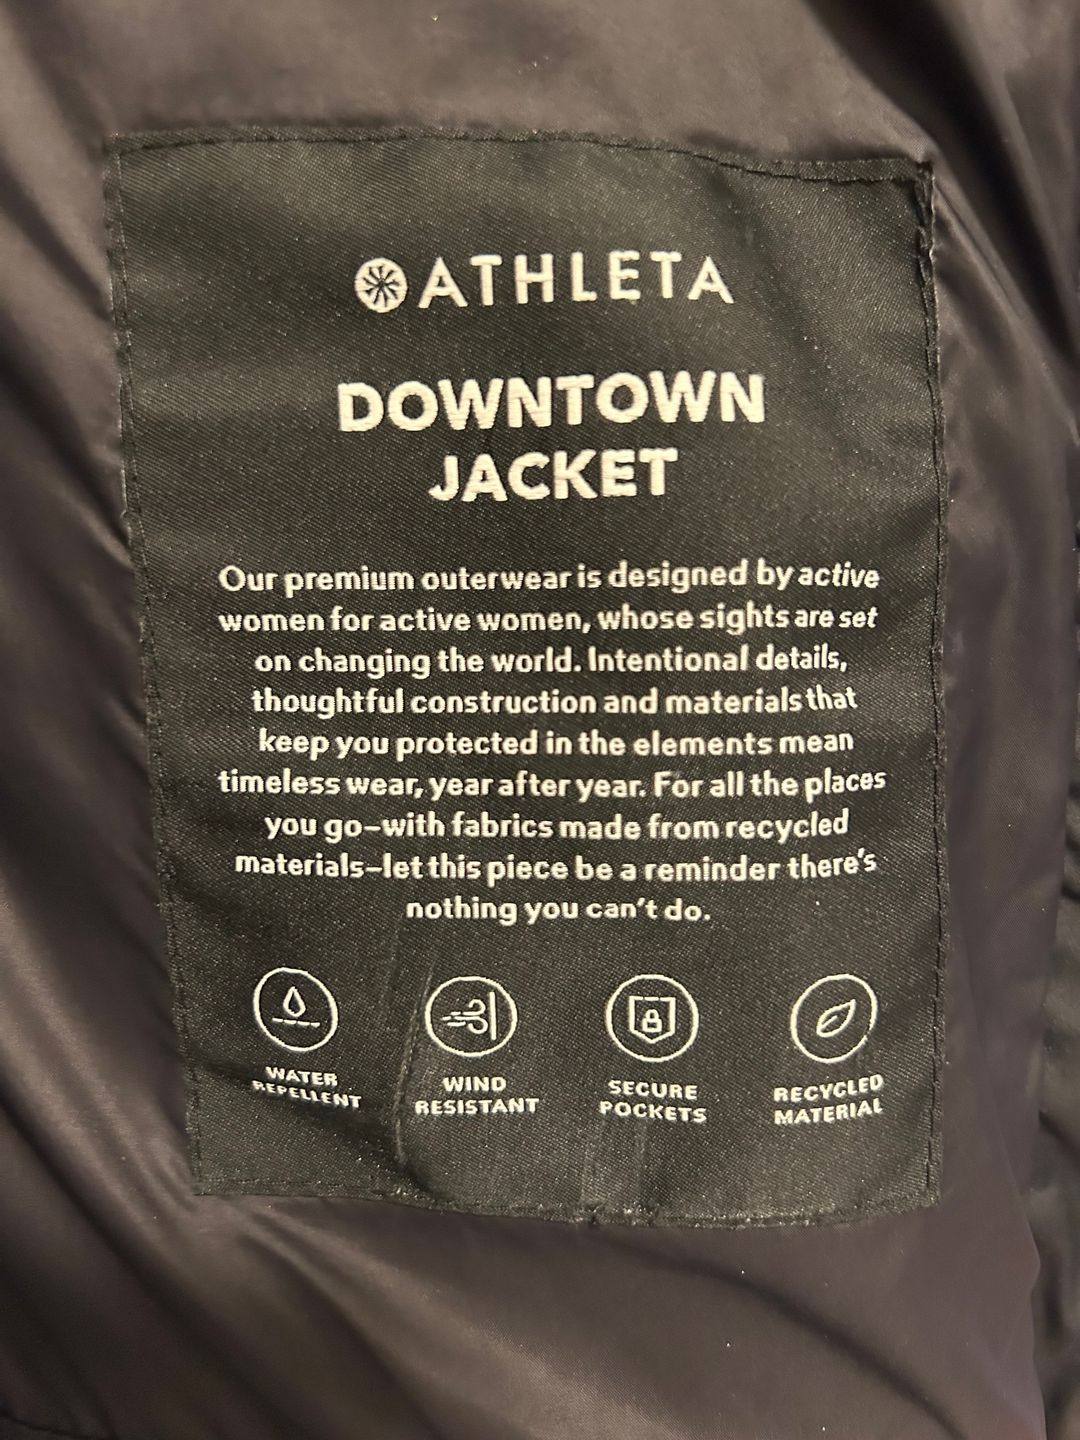 ATHLETA
DOWNTOWN
JACKET
Our premium outerwear is designed by active
women for active women, whose sights are set
on changing the world. Intentional details,
thoughtful construction and materials that
keep you protected in the elements mean
timeless wear, year after year. For all the places
you go–with fabrics made from recycled
materials–let this piece be a reminder there's
nothing you can't do.
WATER
REPELLENT
WIND
RESISTANT
SECURE
POCKETS
RECYCLED
MATERIAL